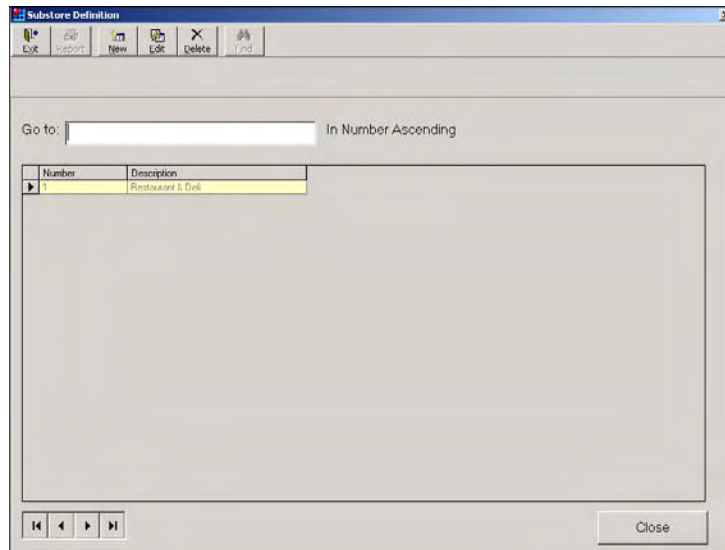 Substore Definition
Exit Report New Edit Delete Find
Go to: In Number Ascending
Number Description
1 Restaurant & Deli
Close